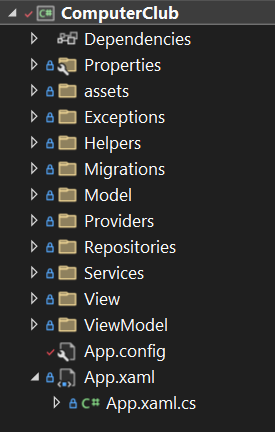 ComputerClub
Dependencies
Properties
assets
Exceptions
Helpers
Migrations
Model
Providers
Repositories
Services
View
ViewModel
App.config
App.xaml
C# App.xaml.cs